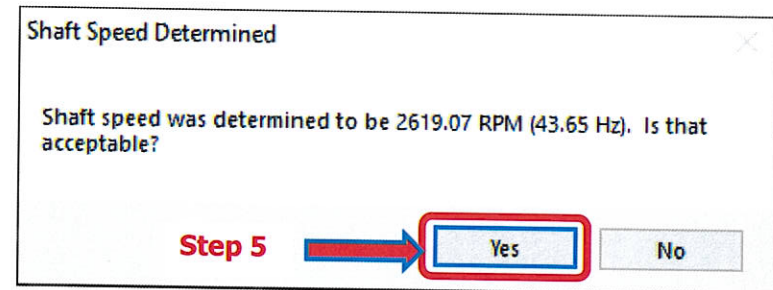 Shaft Speed Determined
Shaft speed was determined to be 2619.07 RPM (43.65 Hz). Is that
acceptable?
Step 5
Yes
No